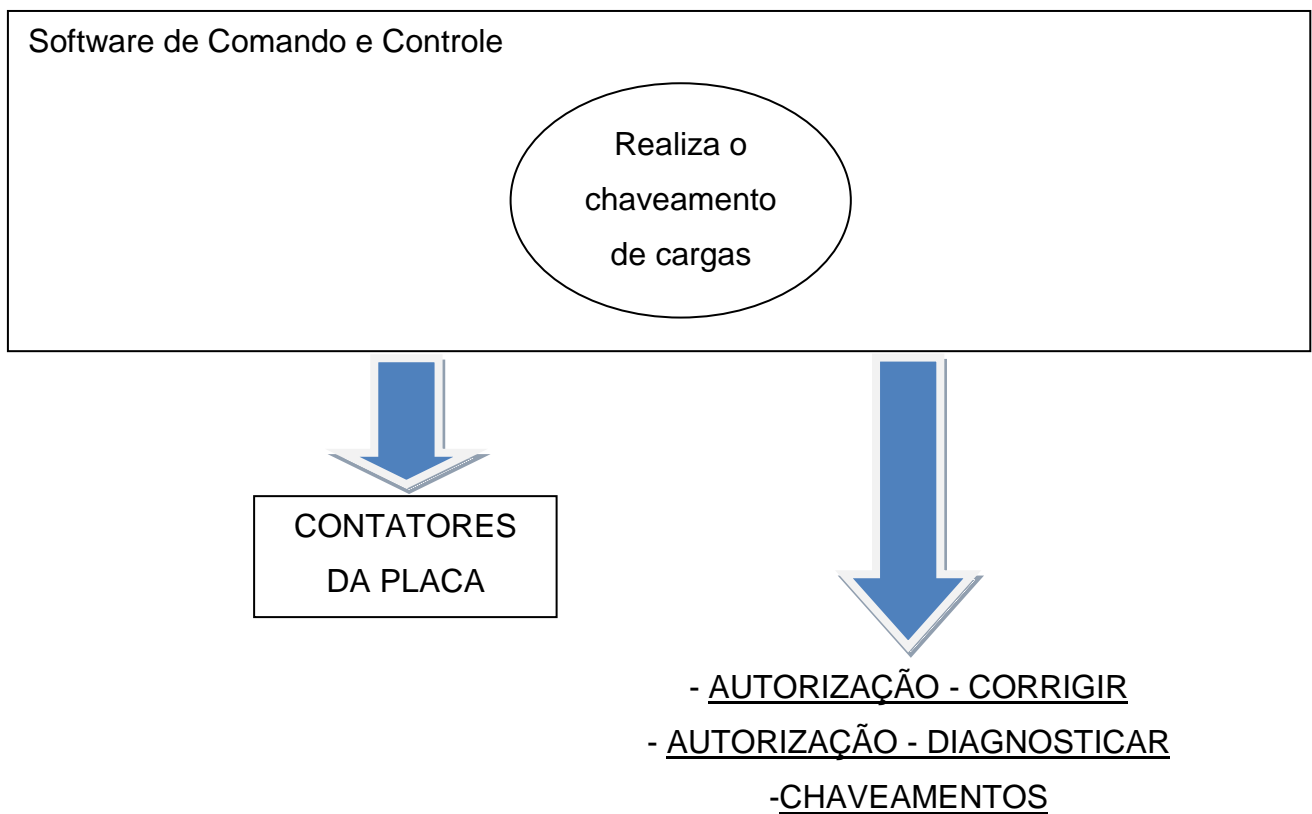 Software de Comando e Controle
Realiza o
chaveamento
de cargas
CONTATORES
DA PLACA
- AUTORIZAÇÃO - CORRIGIR
- AUTORIZAÇÃO - DIAGNOSTICAR
-CHAVEAMENTOS